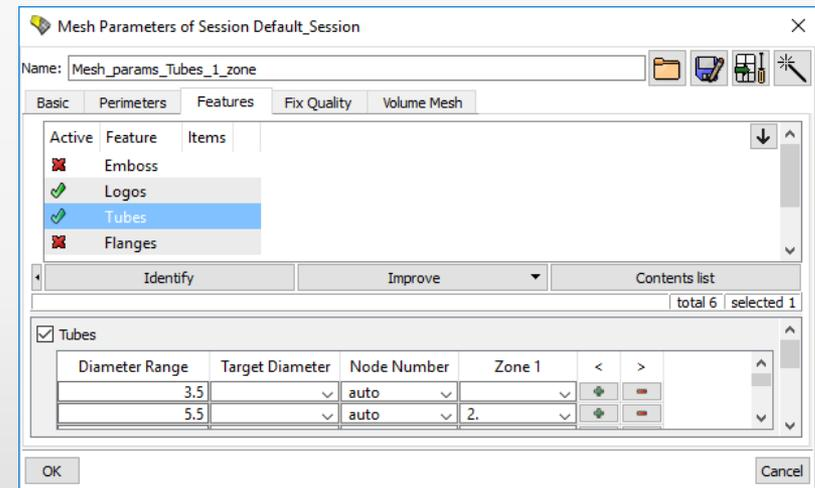 Mesh Parameters of Session Default_Session
Name: Mesh_params_Tubes_1_zone
Basic Perimeters Features Fix Quality Volume Mesh
Active Feature Items
Emboss
Logos
Tubes
Flanges
Identify Improve Contents list
total 6 selected 1
Tubes
Diameter Range Target Diameter Node Number Zone 1 < >
3.5 auto
5.5 auto 2.
OK Cancel